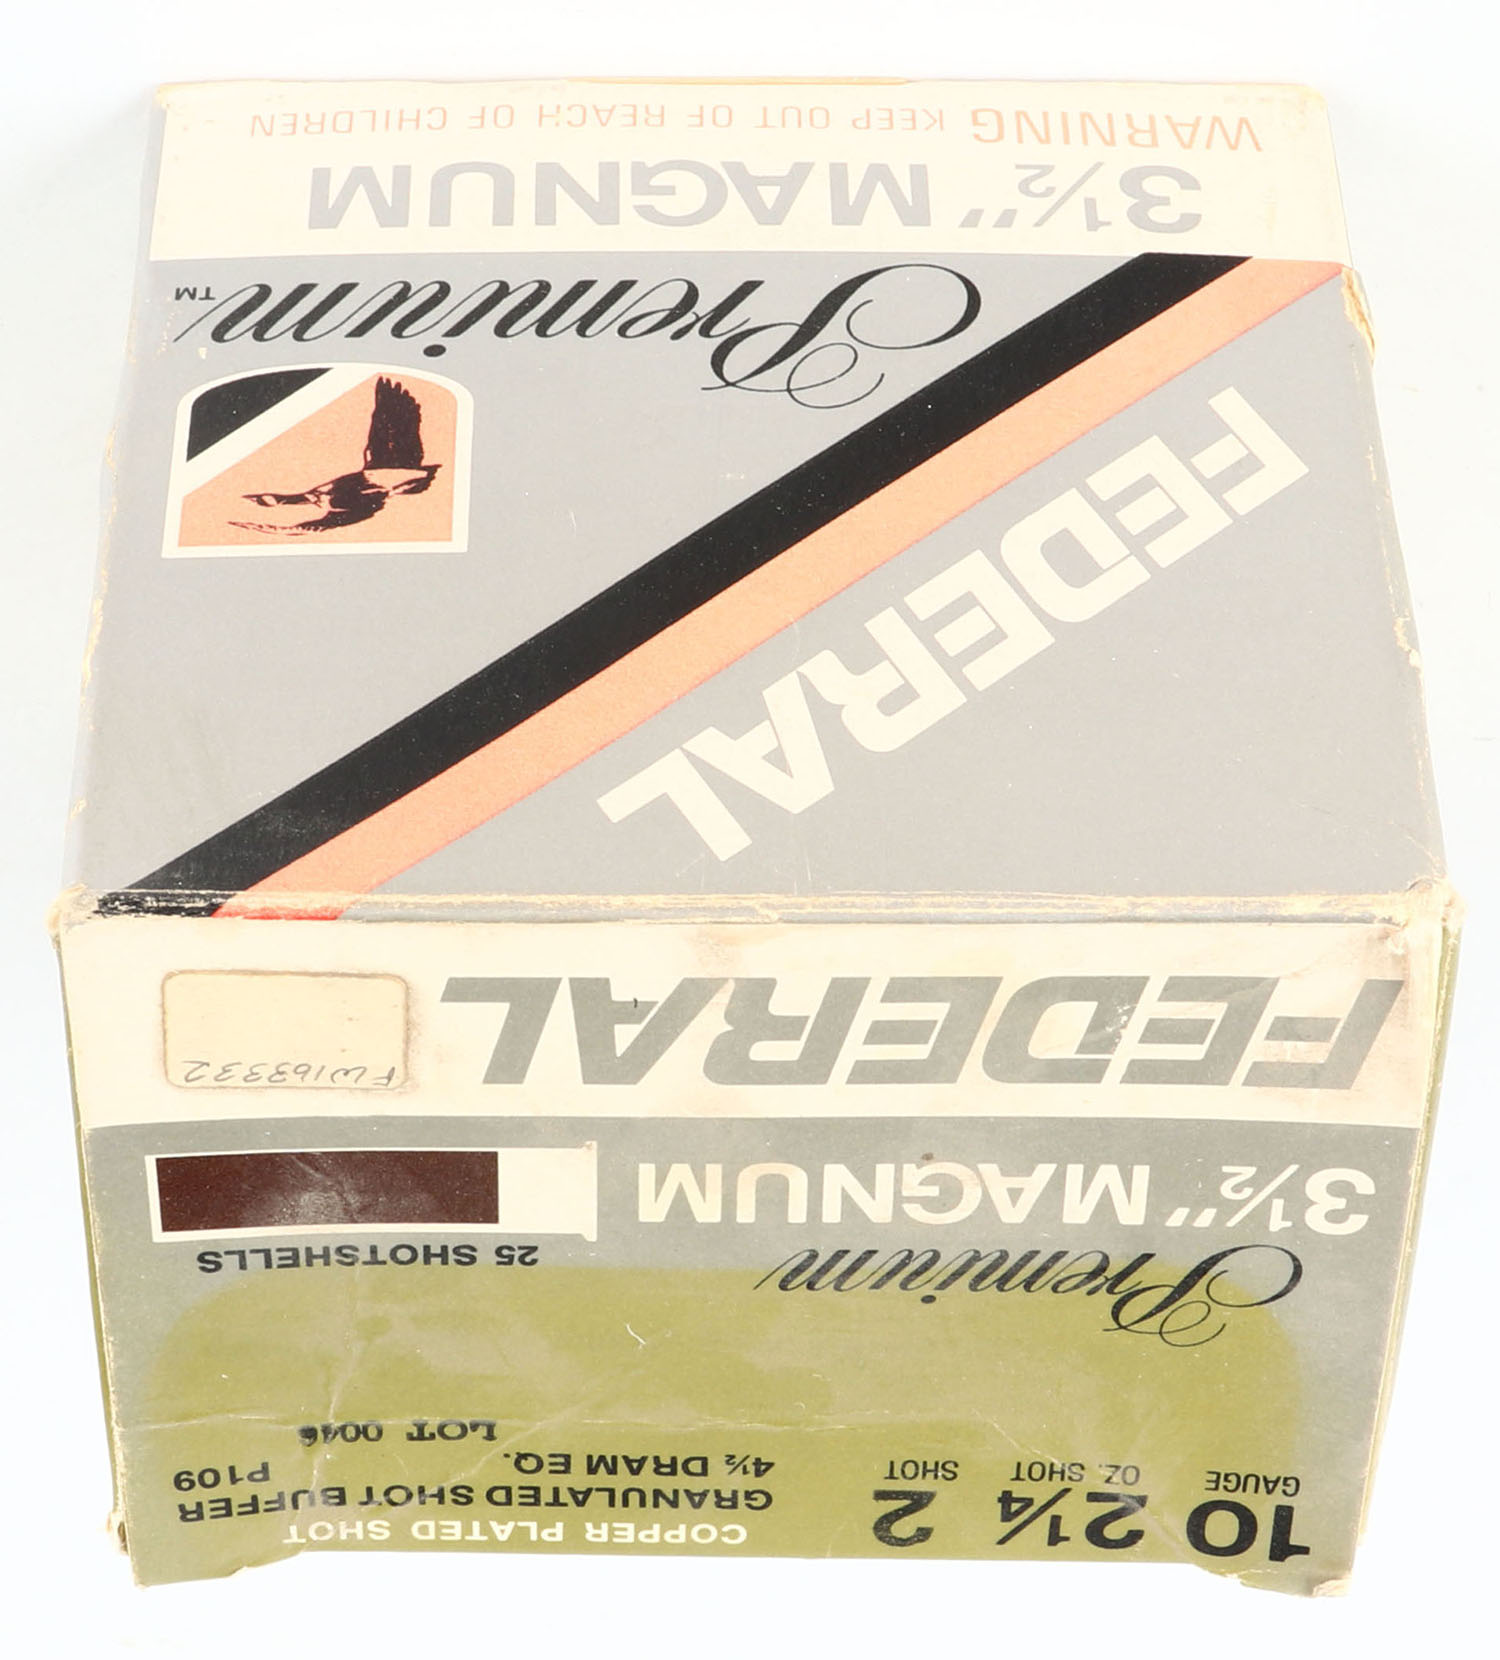 10 2¼ 2
GAUGE OZ. SHOT SHOT
COPPER PLATED SHOT
GRANULATED SHOT BUFFER
4½ DRAM EQ. P109
LOT 0046
Premium
25 SHOTSHELLS
3½" MAGNUM
FEDERAL
FW163332
FEDERAL
Premium™
3½" MAGNUM
WARNING KEEP OUT OF REACH OF CHILDREN